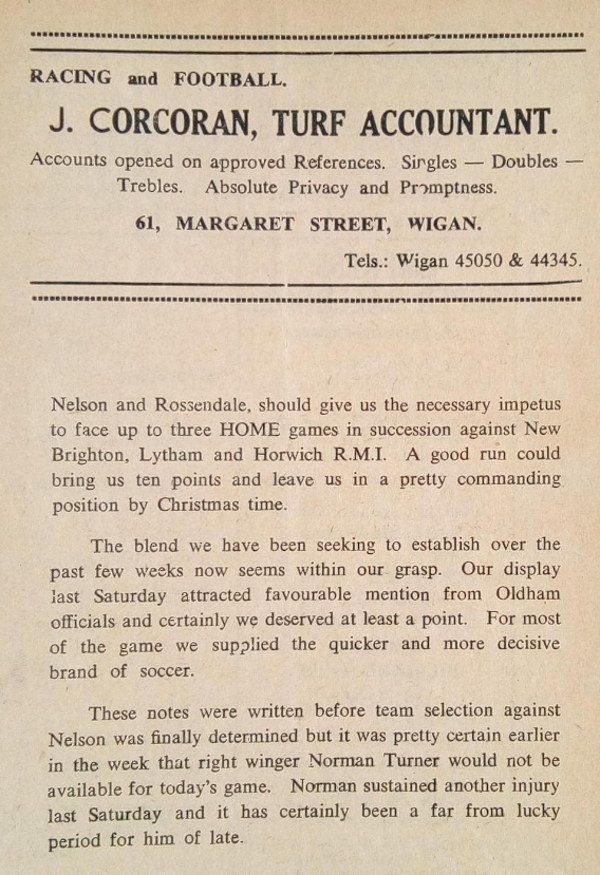 RACING and FOOTBALL.
J. CORCORAN, TURF ACCOUNTANT.
Accounts opened on approved References. Singles — Doubles —
Trebles. Absolute Privacy and Promptness.
61, MARGARET STREET, WIGAN.
Tels.: Wigan 45050 & 44345.
Nelson and Rossendale, should give us the necessary impetus
to face up to three HOME games in succession against New
Brighton, Lytham and Horwich R.M.I. A good run could
bring us ten points and leave us in a pretty commanding
position by Christmas time.
The blend we have been seeking to establish over the
past few weeks now seems within our grasp. Our display
last Saturday attracted favourable mention from Oldham
officials and certainly we deserved at least a point. For most
of the game we supplied the quicker and more decisive
brand of soccer.
These notes were written before team selection against
Nelson was finally determined but it was pretty certain earlier
in the week that right winger Norman Turner would not be
available for today's game. Norman sustained another injury
last Saturday and it has certainly been a far from lucky
period for him of late.